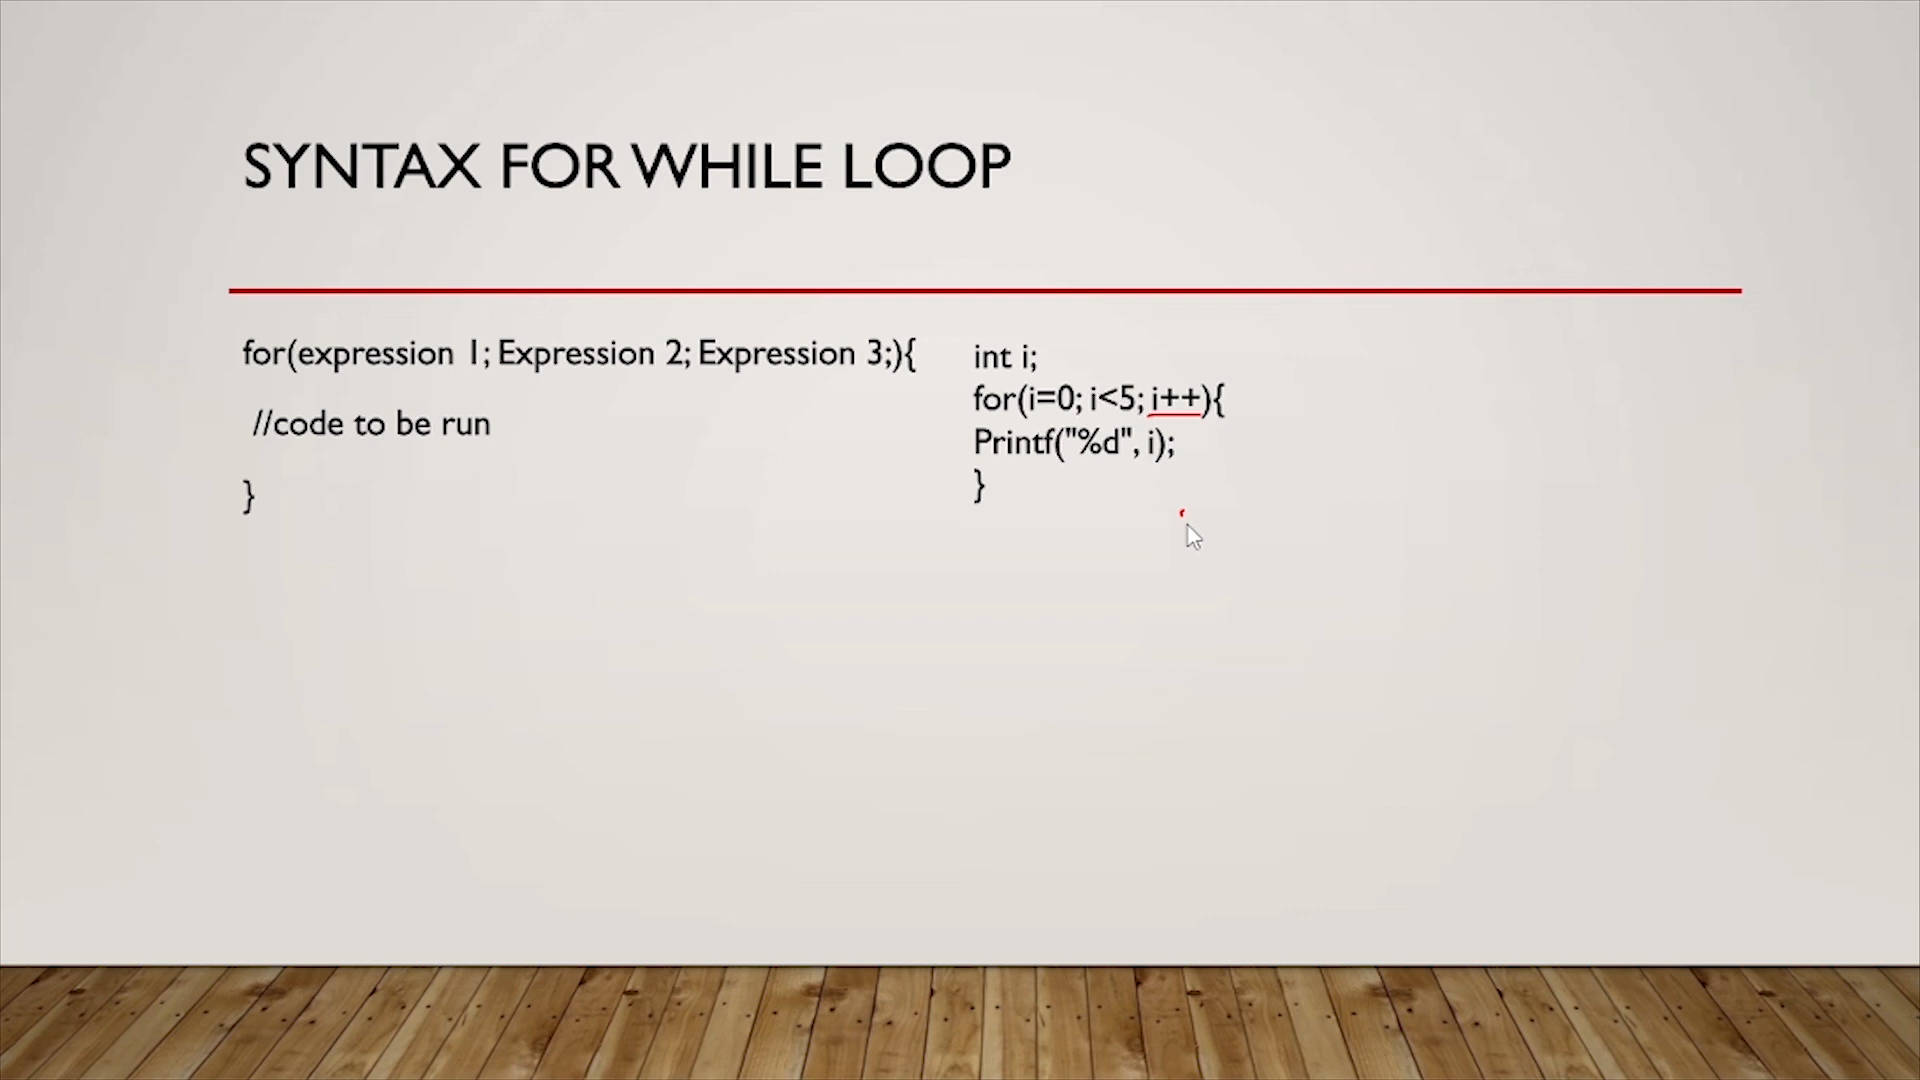 SYNTAX FOR WHILE LOOP
for(expression 1; Expression 2; Expression 3;){
//code to be run
}
int i;
for(i=0; i<5; i++){
Printf("%d", i);
}